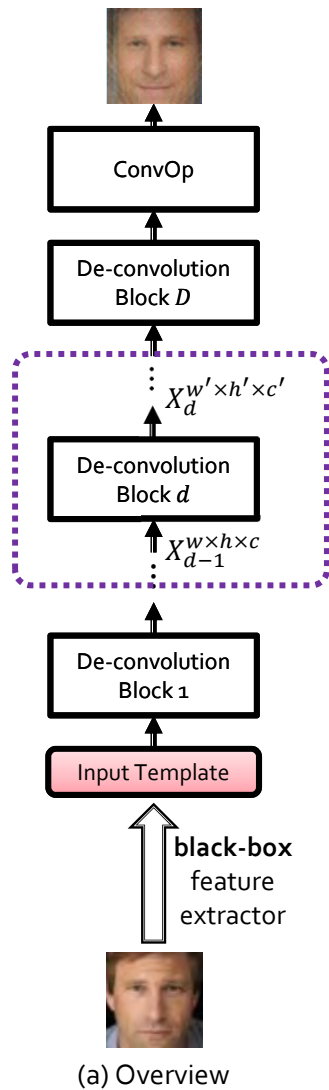 ConvOp
De-convolution
Block D
⋮
X_d^{w′×h′×c′}
De-convolution
Block d
X_{d−1}^{w×h×c}
⋮
De-convolution
Block 1
Input Template
black-box
feature
extractor
(a) Overview